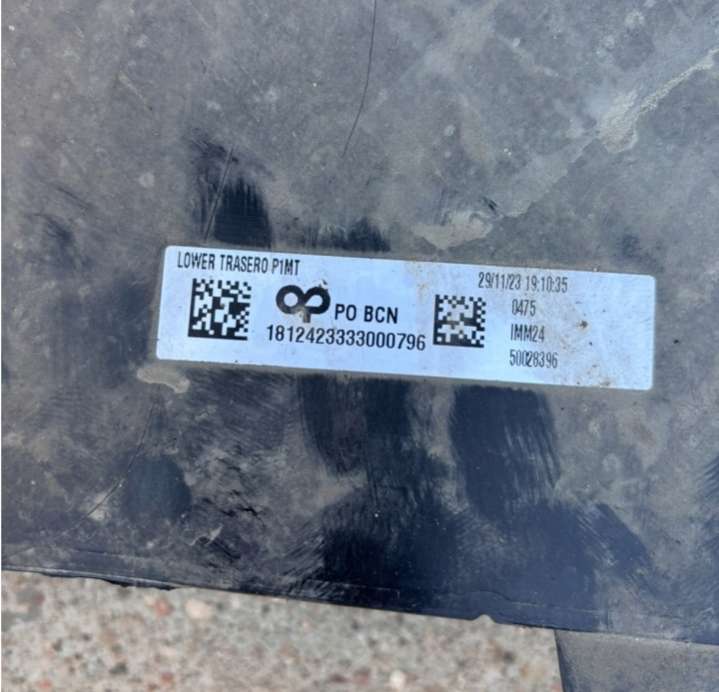 LOWER TRASERO P1MT
29/11/23 19:10:35
PO BCN
0475
1812423333000796
IMM24
50028396